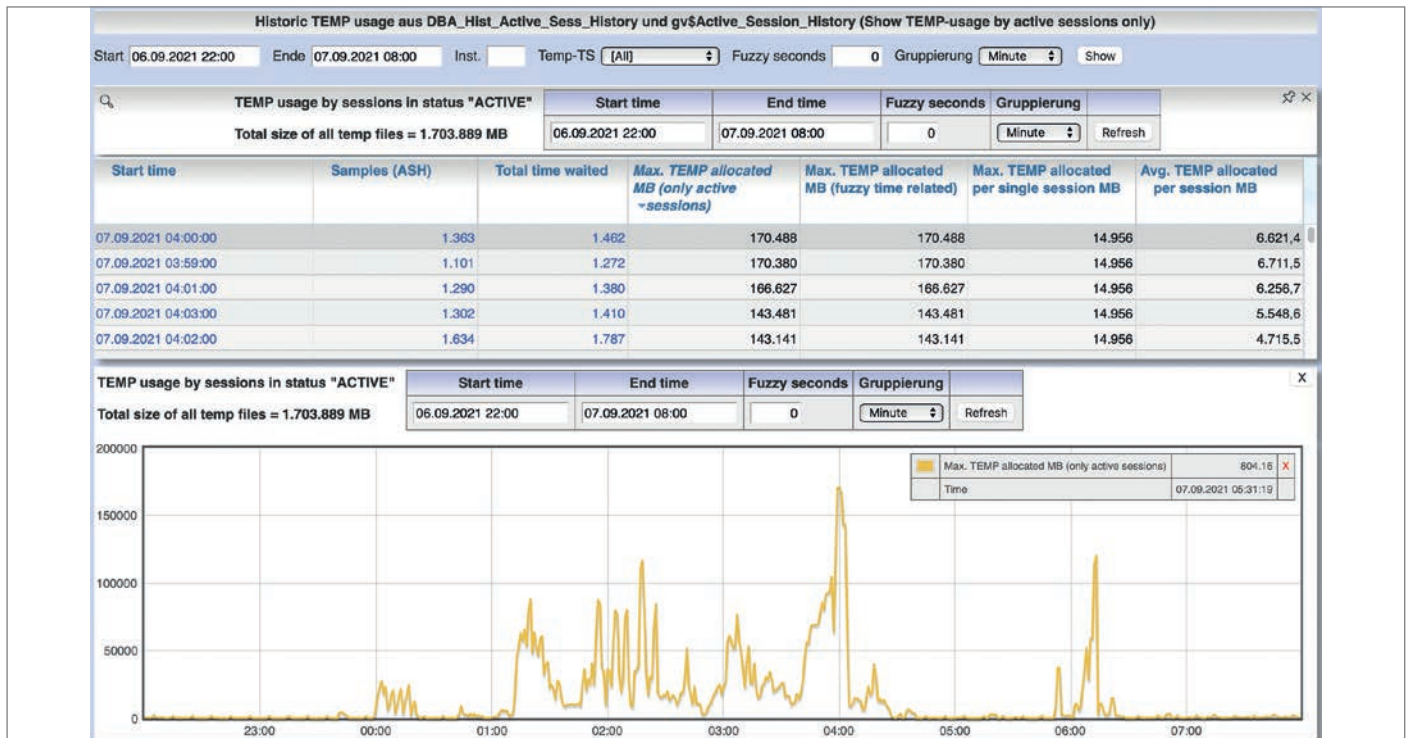 Historic TEMP usage aus DBA_Hist_Active_Sess_History und gv$Active_Session_History (Show TEMP-usage by active sessions only)
Start 06.09.2021 22:00 Ende 07.09.2021 08:00 Inst. Temp-TS [All] Fuzzy seconds 0 Gruppierung Minute Show
TEMP usage by sessions in status "ACTIVE" Start time End time Fuzzy seconds Gruppierung
Total size of all temp files = 1.703.889 MB 06.09.2021 22:00 07.09.2021 08:00 0 Minute Refresh
Start time Samples (ASH) Total time waited Max. TEMP allocated Max. TEMP allocated Max. TEMP allocated Avg. TEMP allocated
MB (only active MB (fuzzy time related) per single session MB per session MB
sessions)
07.09.2021 04:00:00 1.363 1.462 170.488 170.488 14.956 6.621,4
07.09.2021 03:59:00 1.101 1.272 170.380 170.380 14.956 6.711,5
07.09.2021 04:01:00 1.290 1.380 166.627 166.627 14.956 6.256,7
07.09.2021 04:03:00 1.302 1.410 143.481 143.481 14.956 5.548,6
07.09.2021 04:02:00 1.634 1.787 143.141 143.141 14.956 4.715,5
TEMP usage by sessions in status "ACTIVE" Start time End time Fuzzy seconds Gruppierung X
Total size of all temp files = 1.703.889 MB 06.09.2021 22:00 07.09.2021 08:00 0 Minute Refresh
200000
Max. TEMP allocated MB (only active sessions) 804.16 X
Time 07.09.2021 05:31:19
150000
100000
50000
0
23:00 00:00 01:00 02:00 03:00 04:00 05:00 06:00 07:00